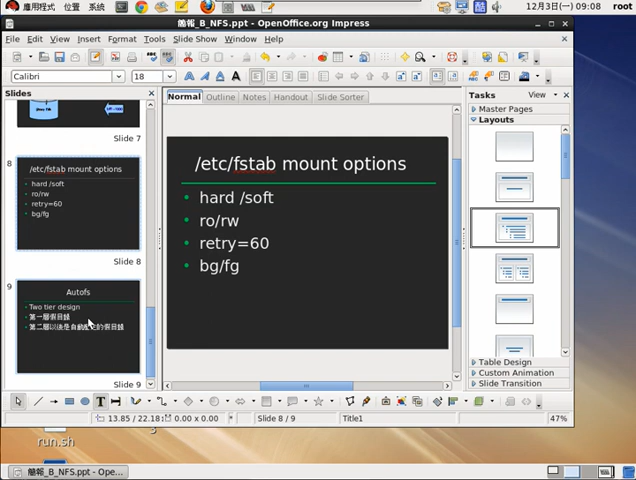 應用程式 位置 系統
12月3日(一) 09:08 root
簡報_B_NFS.ppt - OpenOffice.org Impress
File Edit View Insert Format Tools Slide Show Window Help
Calibri 18
Slides
Slide 7
8
/etc/fstab mount options
hard /soft
ro/rw
retry=60
bg/fg
Slide 8
9
Autofs
Two tier design
第一層假目錄
Slide 9
Normal Outline Notes Handout Slide Sorter
/etc/fstab mount options
• hard /soft
• ro/rw
• retry=60
• bg/fg
Tasks View
Master Pages
Layouts
Table Design
Custom Animation
Slide Transition
13.85 / 22.18 0.00 x 0.00 Slide 8 / 9 Title1 47%
run.sh
簡報_B_NFS.ppt - Ope...